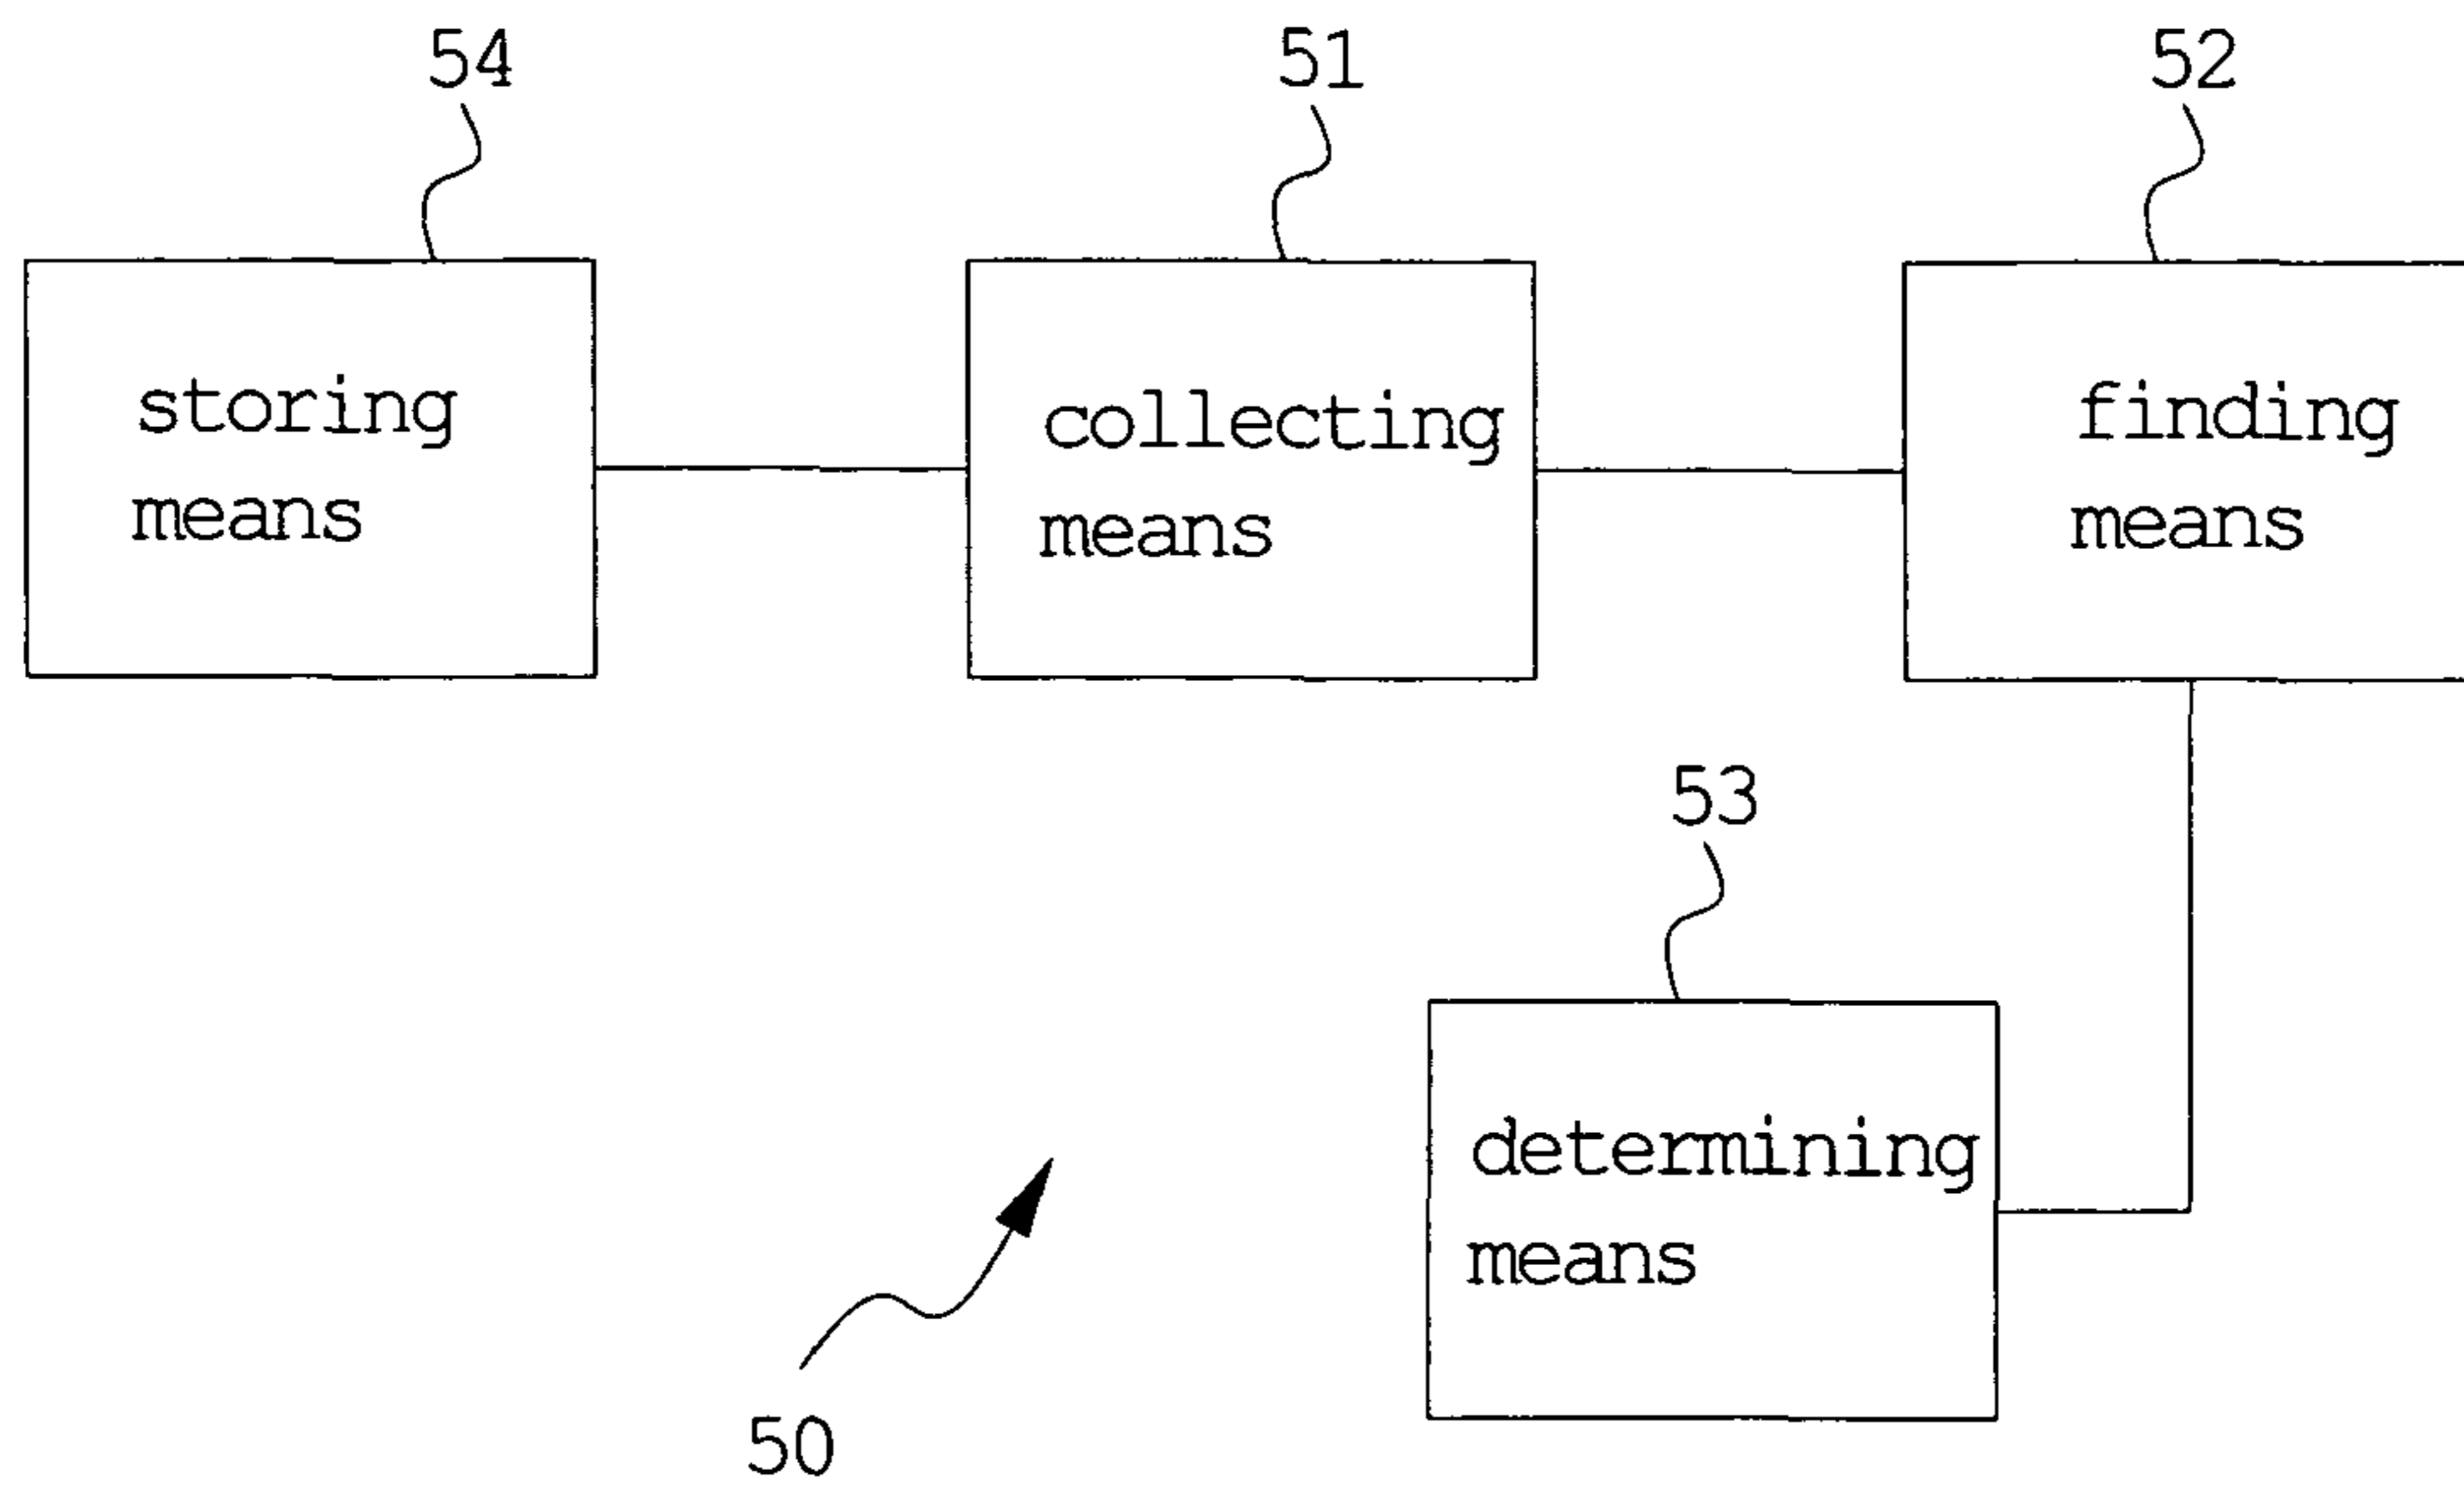 54
51
52
storing
means
collecting
means
finding
means
53
determining
means
50